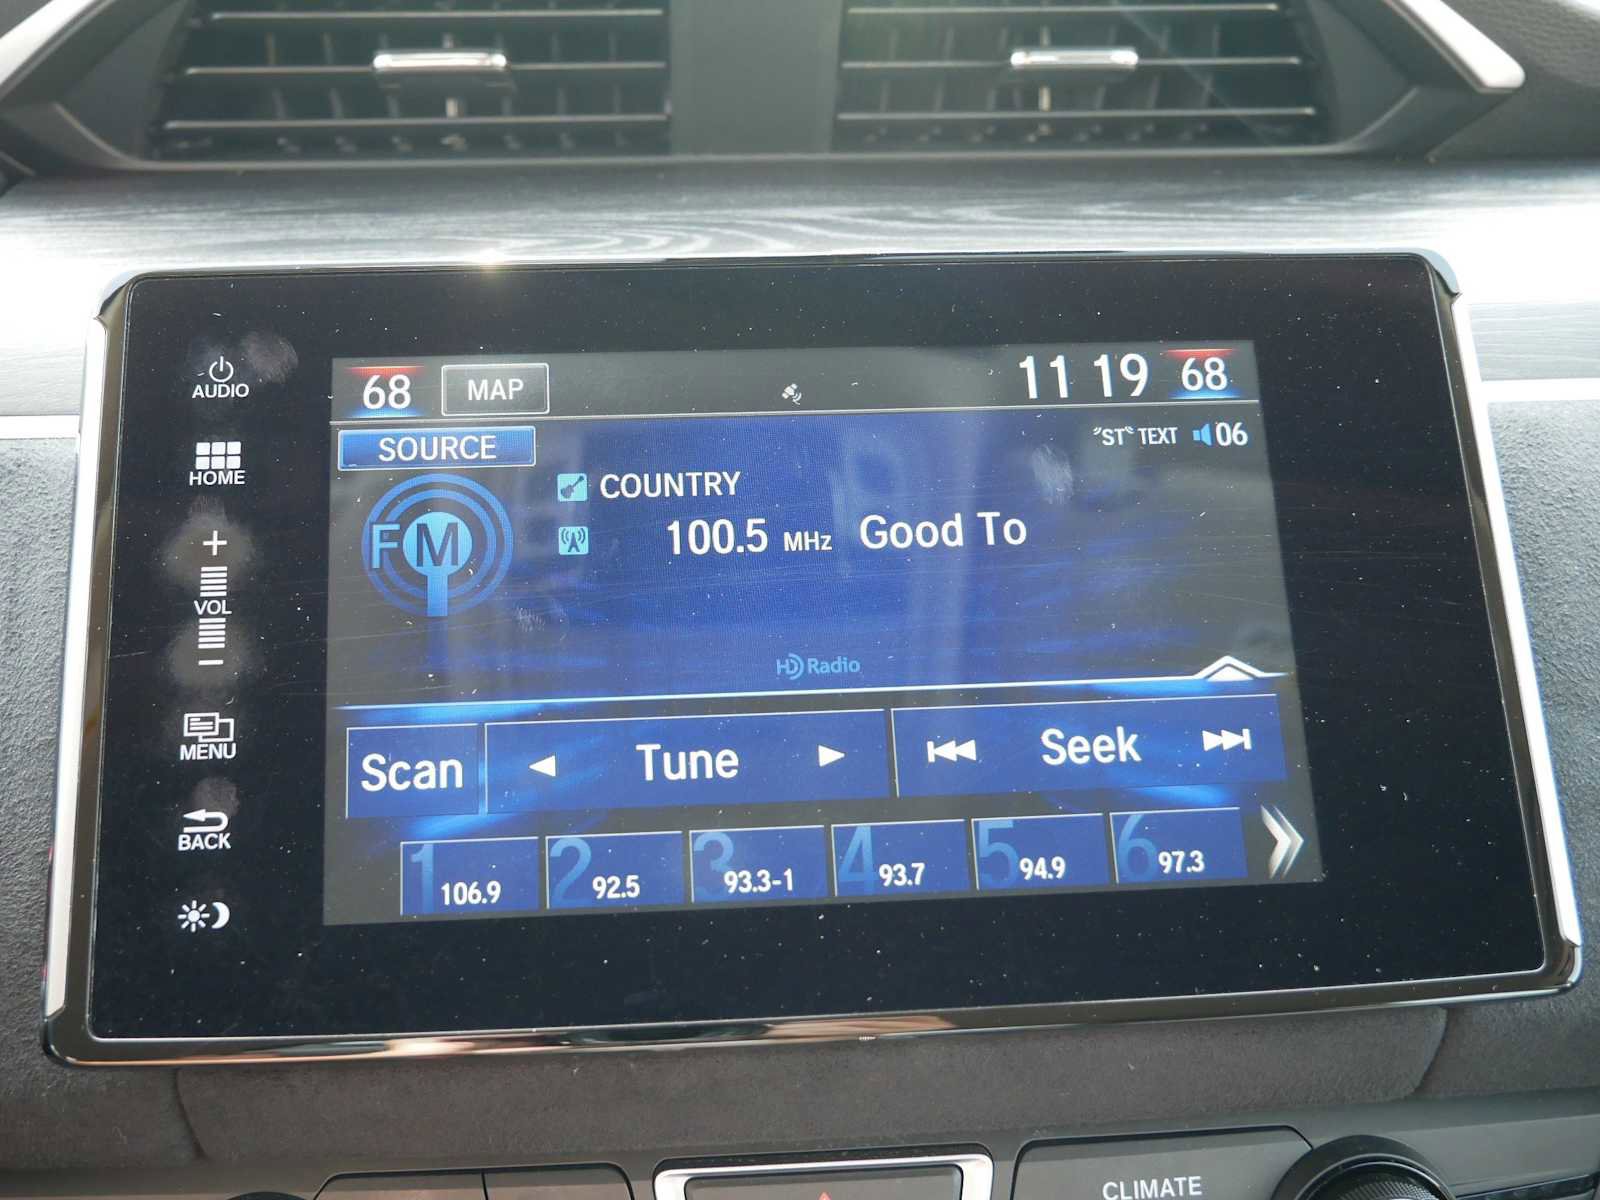 AUDIO
HOME
+
VOL
−
MENU
BACK
68 MAP 11 19 68
SOURCE "ST" TEXT 06
FM
COUNTRY
100.5 MHz Good To
HD Radio
Scan Tune Seek
1 106.9 2 92.5 3 93.3-1 4 93.7 5 94.9 6 97.3
CLIMATE